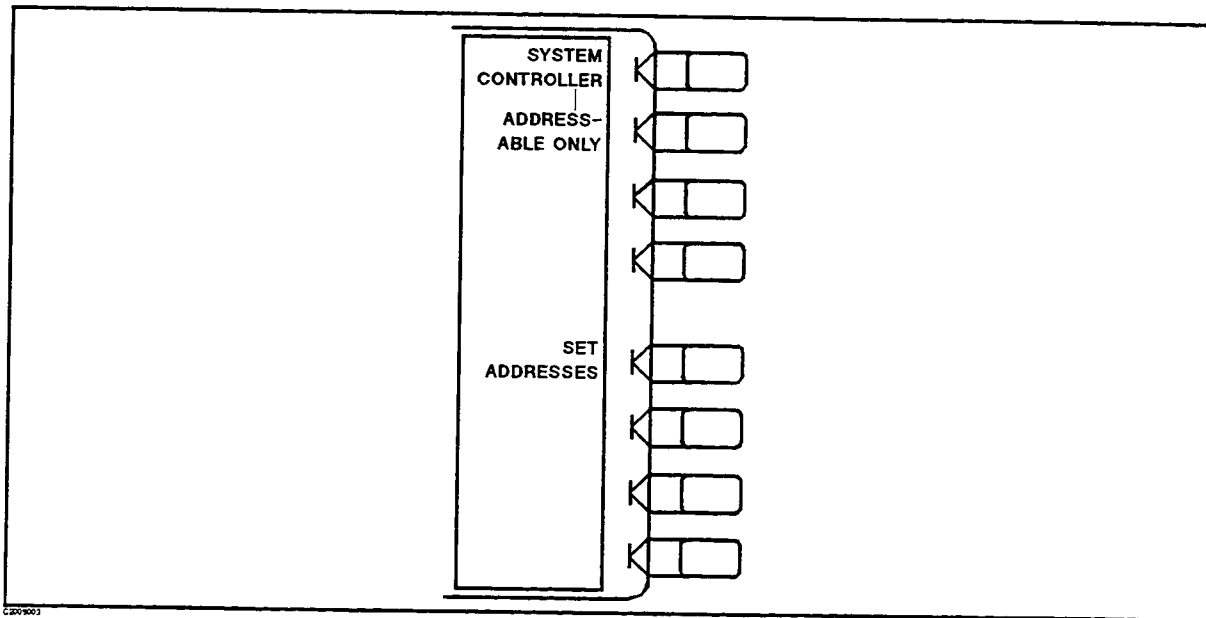 SYSTEM
CONTROLLER
ADDRESS-
ABLE ONLY
SET
ADDRESSES